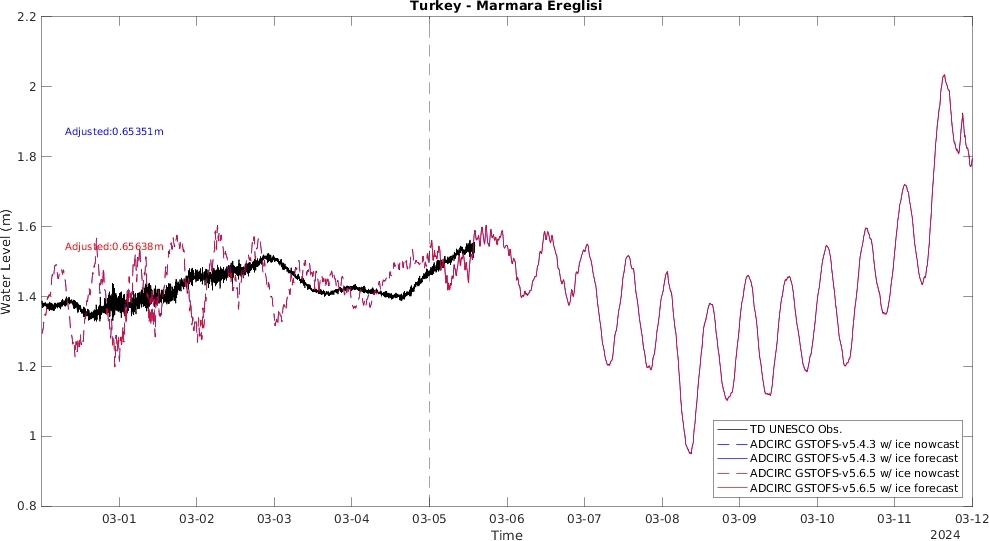 Turkey - Marmara Ereglisi
2.2
2
1.8
1.6
1.4
1.2
1
0.8
Water Level (m)
Adjusted:0.65351m
Adjusted:0.65638m
TD UNESCO Obs.
ADCIRC GSTOFS-v5.4.3 w/ ice nowcast
ADCIRC GSTOFS-v5.4.3 w/ ice forecast
ADCIRC GSTOFS-v5.6.5 w/ ice nowcast
ADCIRC GSTOFS-v5.6.5 w/ ice forecast
03-01 03-02 03-03 03-04 03-05 03-06 03-07 03-08 03-09 03-10 03-11 03-12
Time
2024